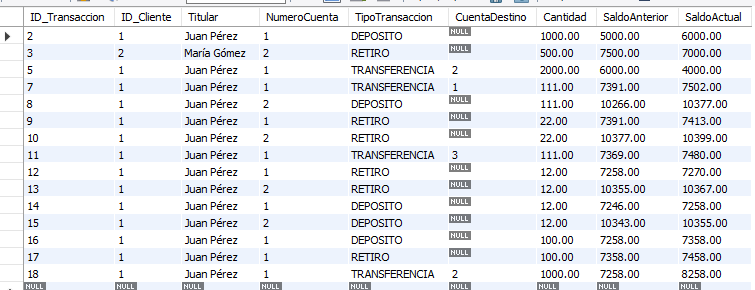 ID_Transaccion ID_Cliente Titular NumeroCuenta TipoTransaccion CuentaDestino Cantidad SaldoAnterior SaldoActual
2 1 Juan Pérez 1 DEPOSITO NULL 1000.00 5000.00 6000.00
3 2 María Gómez 2 RETIRO NULL 500.00 7500.00 7000.00
5 1 Juan Pérez 1 TRANSFERENCIA 2 2000.00 6000.00 4000.00
7 1 Juan Pérez 1 TRANSFERENCIA 1 111.00 7391.00 7502.00
8 1 Juan Pérez 2 DEPOSITO NULL 111.00 10266.00 10377.00
9 1 Juan Pérez 1 RETIRO NULL 22.00 7391.00 7413.00
10 1 Juan Pérez 2 RETIRO NULL 22.00 10377.00 10399.00
11 1 Juan Pérez 1 TRANSFERENCIA 3 111.00 7369.00 7480.00
12 1 Juan Pérez 1 RETIRO NULL 12.00 7258.00 7270.00
13 1 Juan Pérez 2 RETIRO NULL 12.00 10355.00 10367.00
14 1 Juan Pérez 1 DEPOSITO NULL 12.00 7246.00 7258.00
15 1 Juan Pérez 2 DEPOSITO NULL 12.00 10343.00 10355.00
16 1 Juan Pérez 1 DEPOSITO NULL 100.00 7258.00 7358.00
17 1 Juan Pérez 1 RETIRO NULL 100.00 7358.00 7458.00
18 1 Juan Pérez 1 TRANSFERENCIA 2 1000.00 7258.00 8258.00
NULL NULL NULL NULL NULL NULL NULL NULL NULL